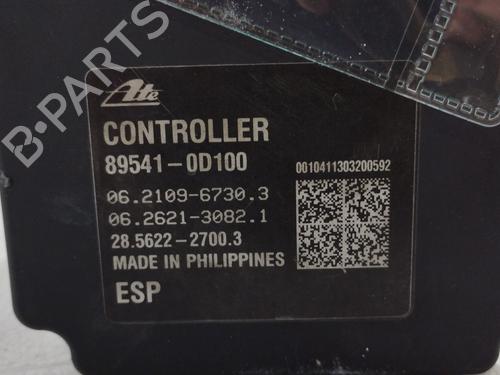 Ate
CONTROLLER
89541-0D100
0010411303200592
06.2109-6730.3
06.2621-3082.1
28.5622-2700.3
MADE IN PHILIPPINES
ESP
B-PARTS